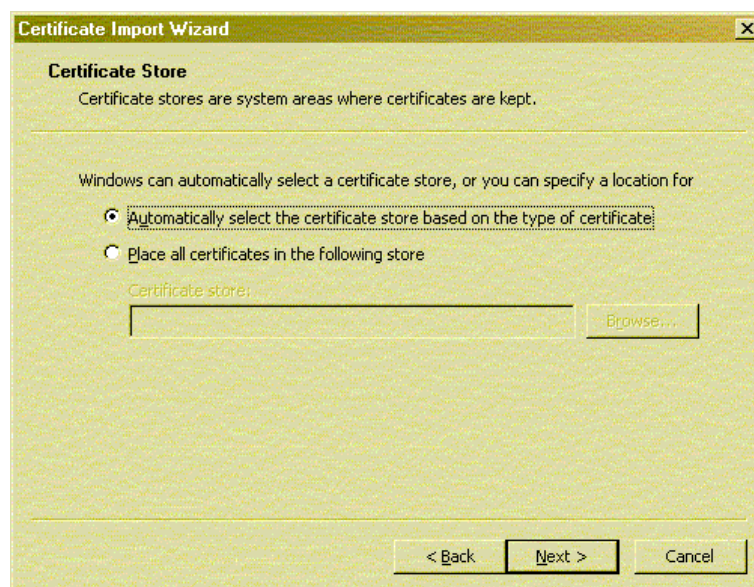 Certificate Import Wizard
Certificate Store
Certificate stores are system areas where certificates are kept.
Windows can automatically select a certificate store, or you can specify a location for
Automatically select the certificate store based on the type of certificate
Place all certificates in the following store
Certificate store:
Browse...
< Back
Next >
Cancel